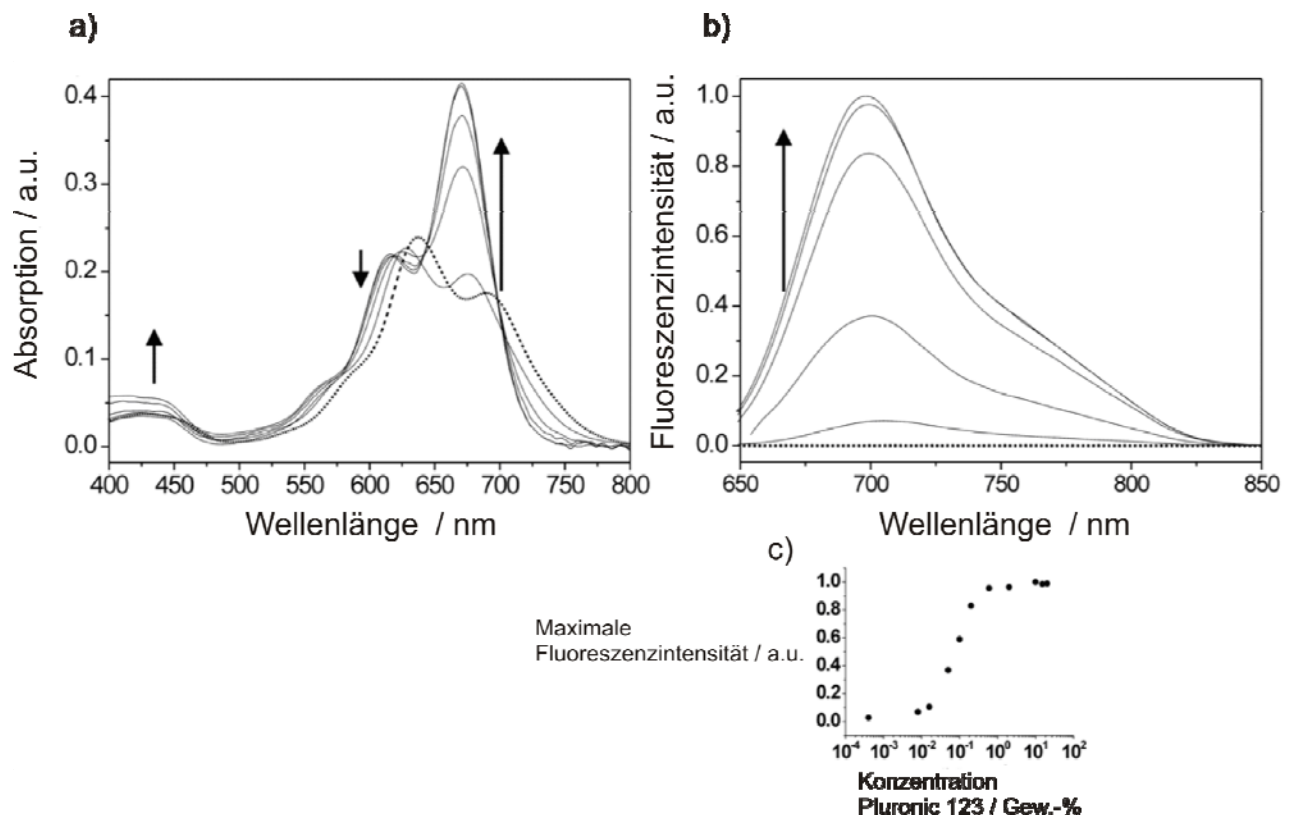 a)
Absorption / a.u.
0.4
0.3
0.2
0.1
0.0
400 450 500 550 600 650 700 750 800
Wellenlänge / nm
b)
Fluoreszenzintensität / a.u.
1.0
0.8
0.6
0.4
0.2
0.0
650 700 750 800 850
Wellenlänge / nm
c)
Maximale
Fluoreszenzintensität / a.u.
1.0
0.8
0.6
0.4
0.2
0.0
10⁻⁴ 10⁻³ 10⁻² 10⁻¹ 10⁰ 10¹ 10²
Konzentration
Pluronic 123 / Gew.-%